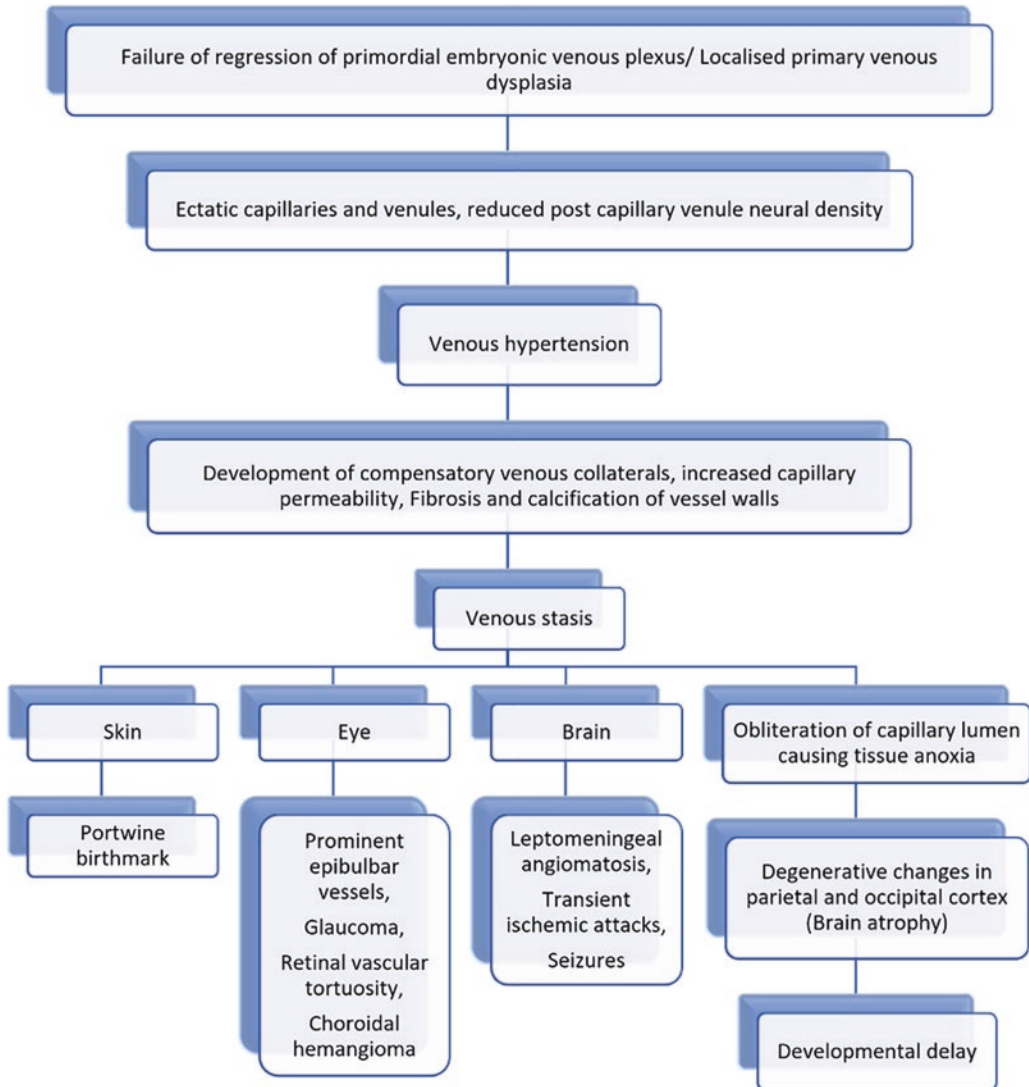 Failure of regression of primordial embryonic venous plexus/ Localised primary venous
dysplasia
Ectatic capillaries and venules, reduced post capillary venule neural density
Venous hypertension
Development of compensatory venous collaterals, increased capillary
permeability, Fibrosis and calcification of vessel walls
Venous stasis
Skin
Eye
Brain
Obliteration of capillary lumen
causing tissue anoxia
Portwine
birthmark
Prominent
epibulbar
vessels,
Glaucoma,
Retinal vascular
tortuosity,
Choroidal
hemangioma
Leptomeningeal
angiomatosis,
Transient
ischemic attacks,
Seizures
Degenerative changes in
parietal and occipital cortex
(Brain atrophy)
Developmental delay